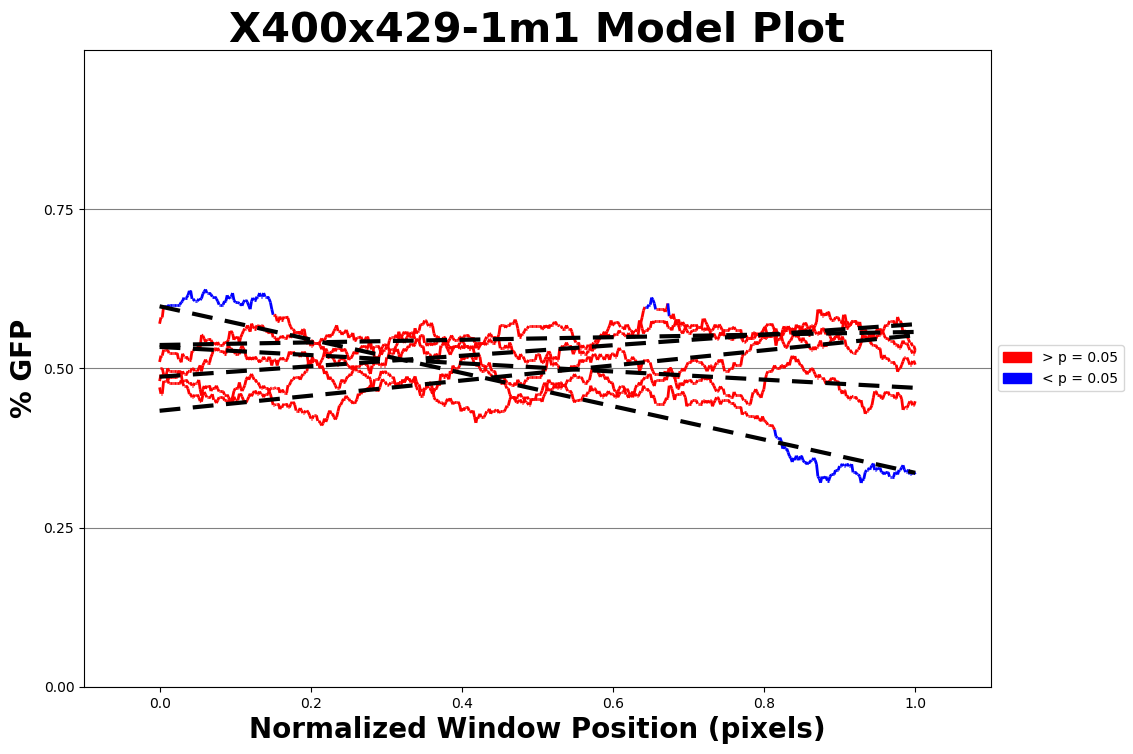 X400x429-1m1 Model Plot
% GFP
0.75
0.50
0.25
0.00
0.0 0.2 0.4 0.6 0.8 1.0
Normalized Window Position (pixels)
> p = 0.05
< p = 0.05